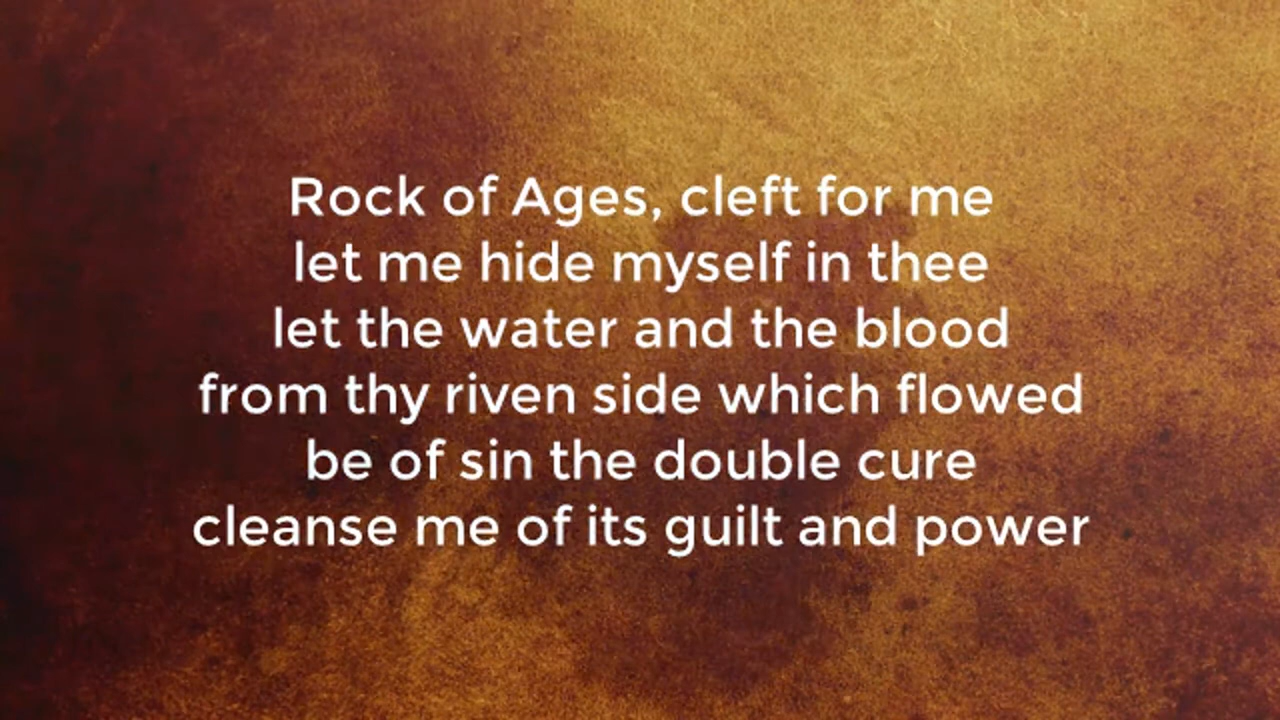 Rock of Ages, cleft for me
let me hide myself in thee
let the water and the blood
from thy riven side which flowed
be of sin the double cure
cleanse me of its guilt and power